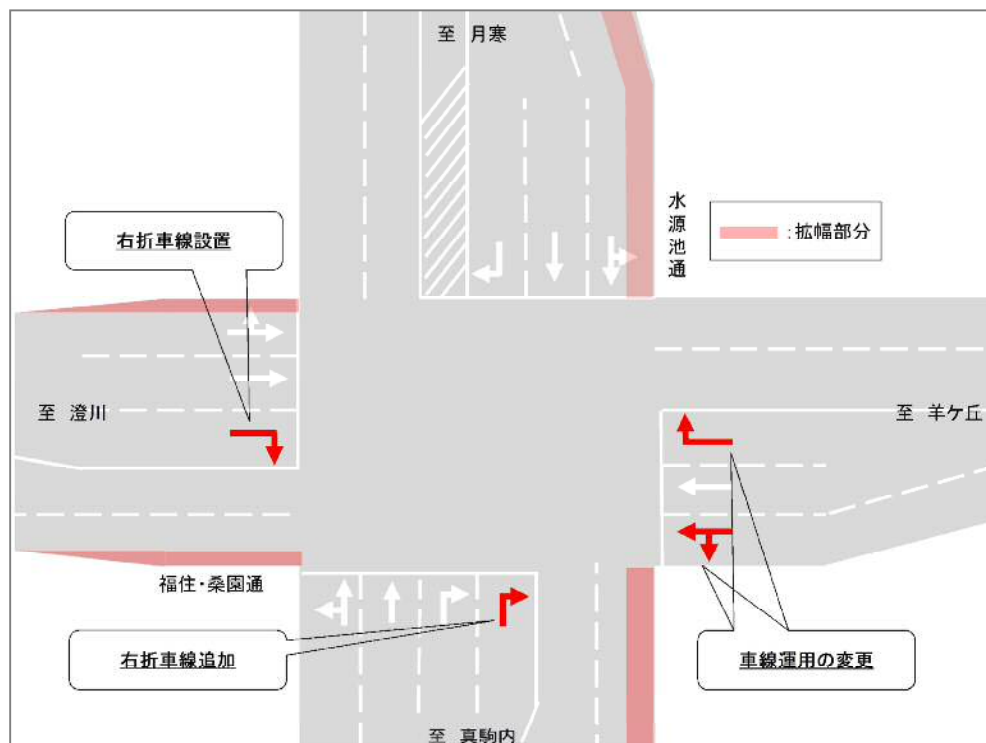 至 月寒
水源池通
:拡幅部分
右折車線設置
至 澄川
至 羊ケ丘
福住・桑園通
右折車線追加
車線運用の変更
至 真駒内